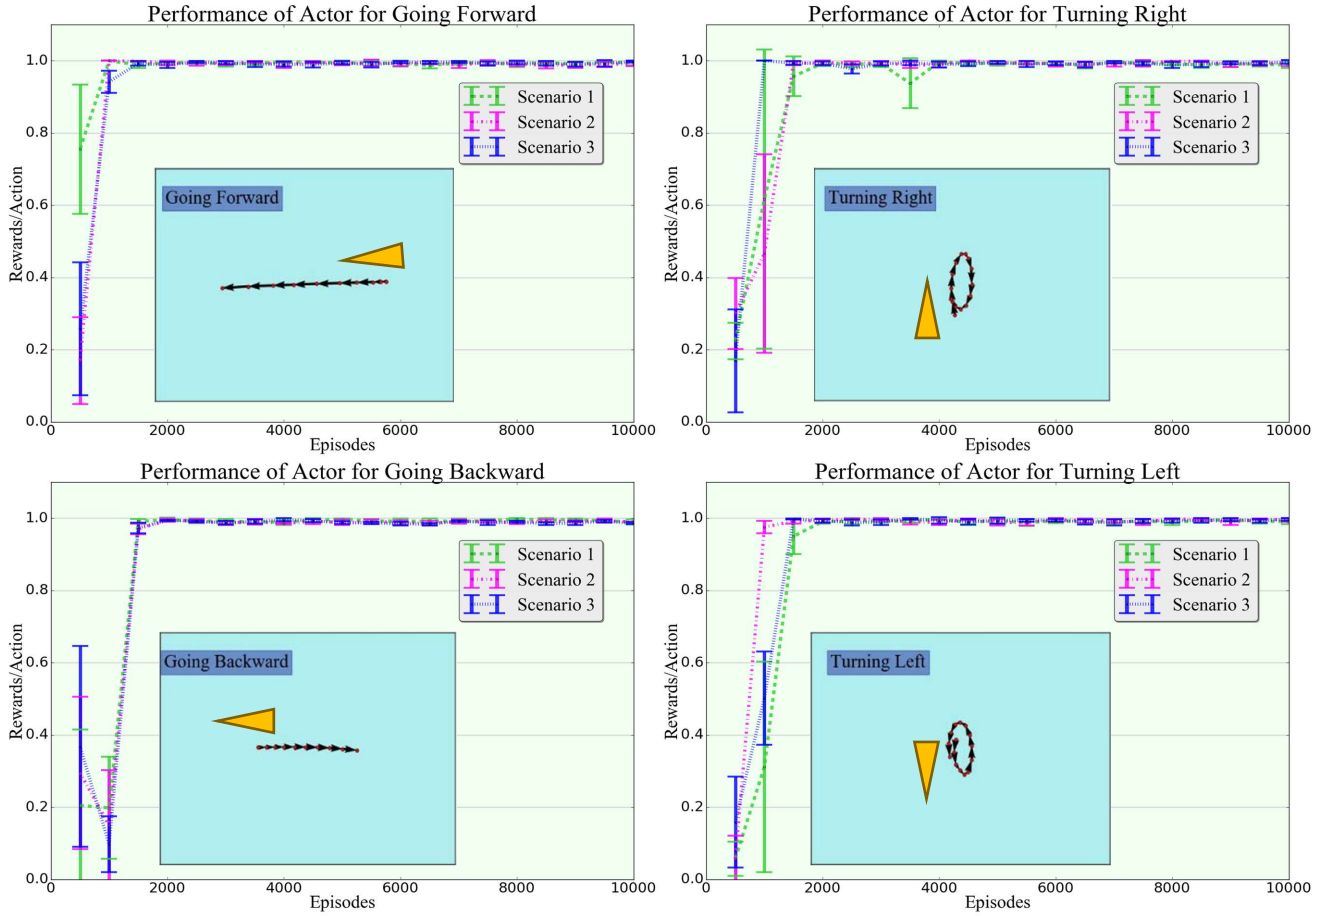 Performance of Actor for Going Forward
Rewards/Action
1.0
0.8
0.6
0.4
0.2
0.0
Scenario 1
Scenario 2
Scenario 3
Going Forward
0 2000 4000 6000 8000 10000
Episodes
Performance of Actor for Turning Right
Rewards/Action
1.0
0.8
0.6
0.4
0.2
0.0
Scenario 1
Scenario 2
Scenario 3
Turning Right
0 2000 4000 6000 8000 10000
Episodes
Performance of Actor for Going Backward
Rewards/Action
1.0
0.8
0.6
0.4
0.2
0.0
Scenario 1
Scenario 2
Scenario 3
Going Backward
0 2000 4000 6000 8000 10000
Episodes
Performance of Actor for Turning Left
Rewards/Action
1.0
0.8
0.6
0.4
0.2
0.0
Scenario 1
Scenario 2
Scenario 3
Turning Left
0 2000 4000 6000 8000 10000
Episodes